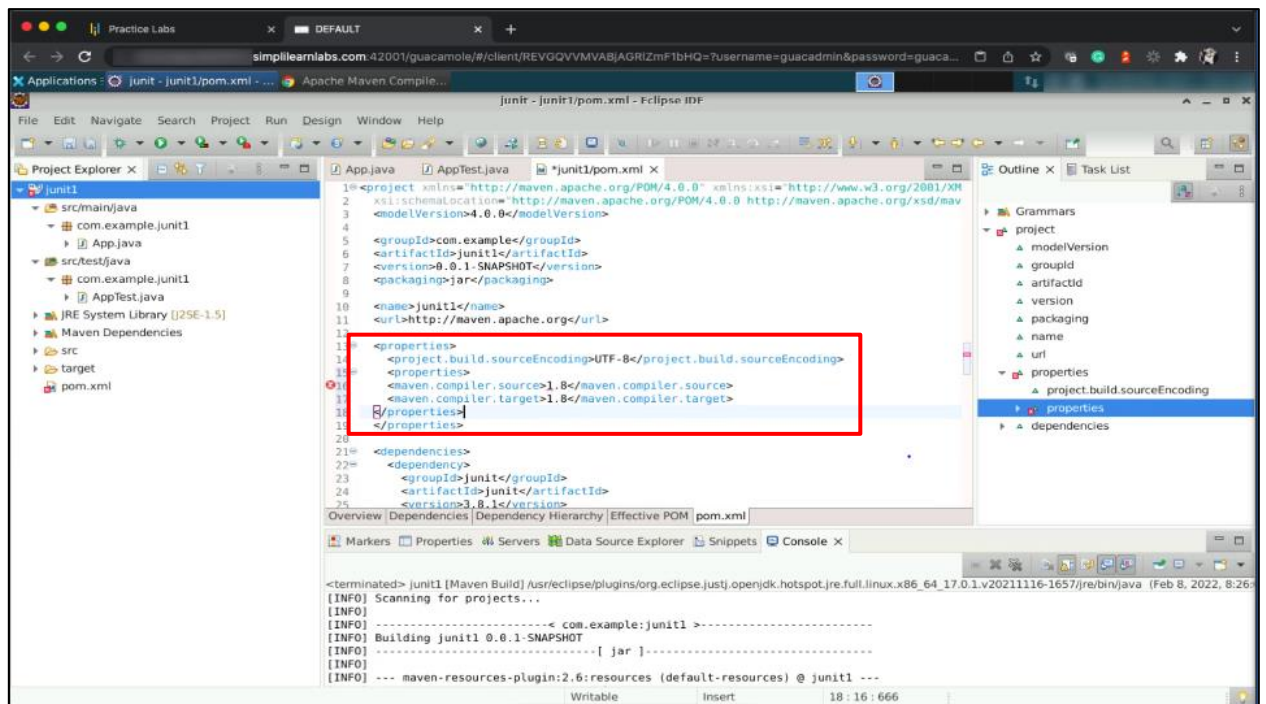 Practice Labs
DEFAULT
simplilearnlabs.com:42001/guacamole/#/client/REVGQVVMVABjAGRlZmF1bHQ=?username=guacadmin&password=guaca...
Applications
junit - junit1/pom.xml - ...
Apache Maven Compile...
junit - junit1/pom.xml - Eclipse IDE
File Edit Navigate Search Project Run Design Window Help
Project Explorer
App.java
AppTest.java
*junit1/pom.xml
Outline
Task List
junit1
src/main/java
com.example.junit1
App.java
src/test/java
com.example.junit1
AppTest.java
JRE System Library [J2SE-1.5]
Maven Dependencies
src
target
pom.xml
1 <project xmlns="http://maven.apache.org/POM/4.0.0" xmlns:xsi="http://www.w3.org/2001/XM
2 xsi:schemaLocation="http://maven.apache.org/POM/4.0.0 http://maven.apache.org/xsd/mav
3 <modelVersion>4.0.0</modelVersion>
4
5 <groupId>com.example</groupId>
6 <artifactId>junit1</artifactId>
7 <version>0.0.1-SNAPSHOT</version>
8 <packaging>jar</packaging>
9
10 <name>junit1</name>
11 <url>http://maven.apache.org</url>
12
13 <properties>
14 <project.build.sourceEncoding>UTF-8</project.build.sourceEncoding>
15 <properties>
16 <maven.compiler.source>1.8</maven.compiler.source>
17 <maven.compiler.target>1.8</maven.compiler.target>
18 </properties>
19 </properties>
20
21 <dependencies>
22 <dependency>
23 <groupId>junit</groupId>
24 <artifactId>junit</artifactId>
25 <version>3.8.1</version>
Grammars
project
modelVersion
groupId
artifactId
version
packaging
name
url
properties
project.build.sourceEncoding
properties
dependencies
Overview Dependencies Dependency Hierarchy Effective POM pom.xml
Markers Properties Servers Data Source Explorer Snippets Console
<terminated> junit1 [Maven Build] /usr/eclipse/plugins/org.eclipse.justj.openjdk.hotspot.jre.full.linux.x86_64_17.0.1.v20211116-1657/jre/bin/java (Feb 8, 2022, 8:26:
[INFO] Scanning for projects...
[INFO]
[INFO] ------------------------< com.example:junit1 >-------------------------
[INFO] Building junit1 0.0.1-SNAPSHOT
[INFO] --------------------------------[ jar ]---------------------------------
[INFO]
[INFO] --- maven-resources-plugin:2.6:resources (default-resources) @ junit1 ---
Writable Insert 18 : 16 : 666